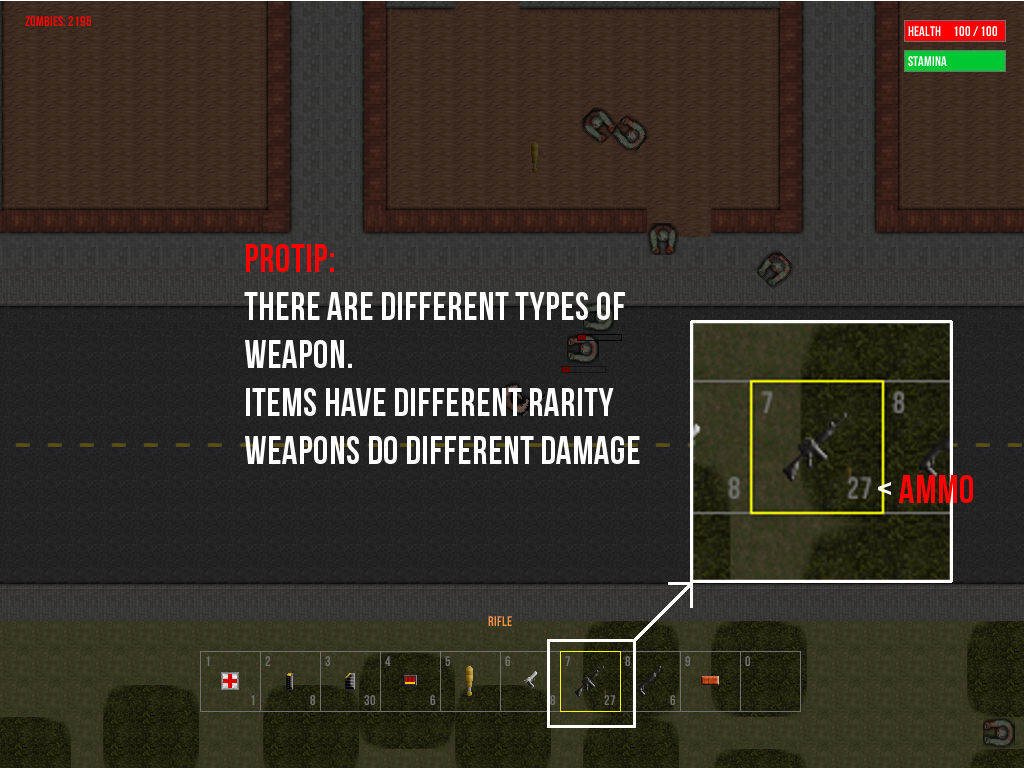 ZOMBIES: 2195
HEALTH 100 / 100
STAMINA
PROTIP:
THERE ARE DIFFERENT TYPES OF
WEAPON.
ITEMS HAVE DIFFERENT RARITY
WEAPONS DO DIFFERENT DAMAGE
7 8
8 27 < AMMO
RIFLE
1 2 3 4 5 6 7 8 9 0
1 8 30 6 8 27 6